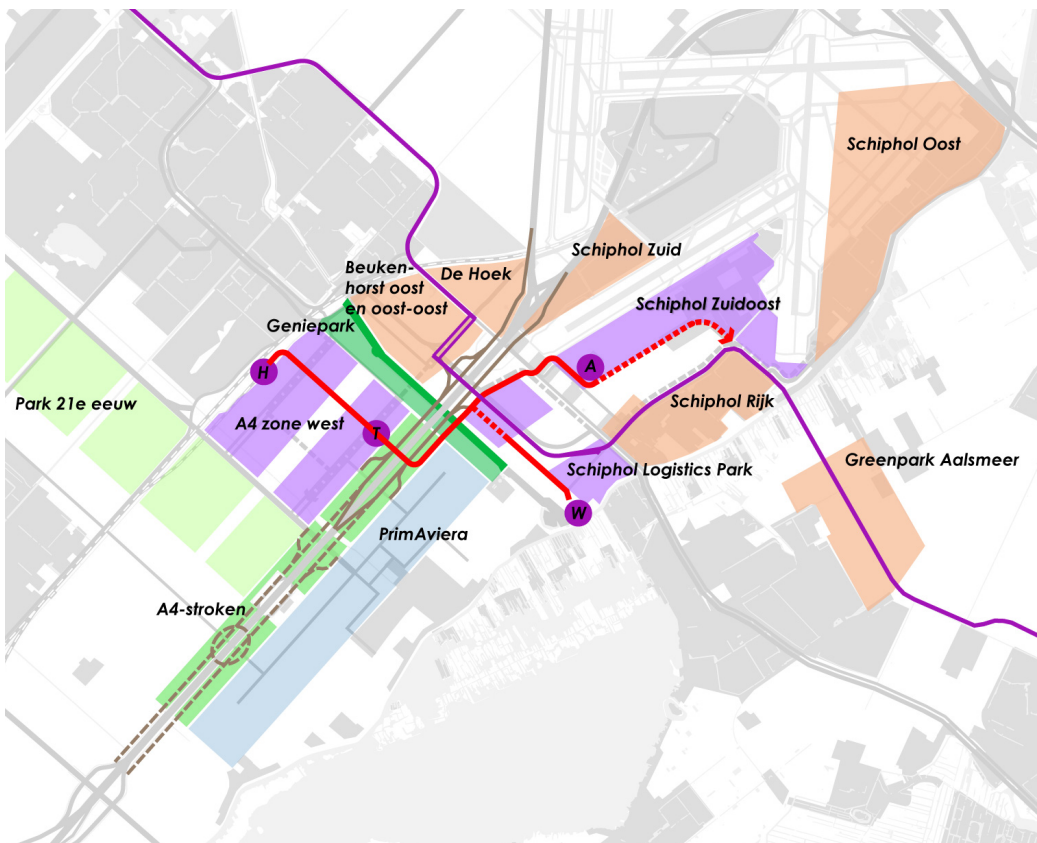 Schiphol Oost
Schiphol Zuid
De Hoek
Beuken-
horst oost
en oost-oost
Schiphol Zuidoost
Geniepark
A
H
Park 21e eeuw
A4 zone west
T
Schiphol Rijk
Greenpark Aalsmeer
Schiphol Logistics Park
W
PrimAviera
A4-stroken